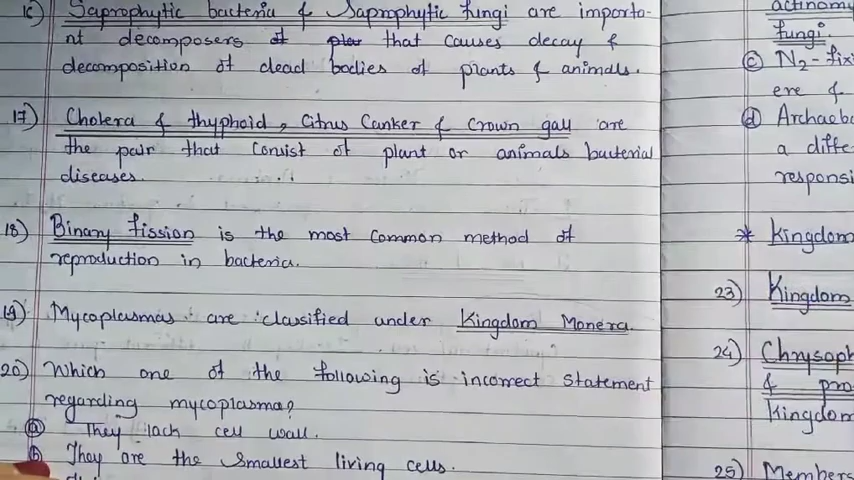 16) Saprophytic bacteria & Saprophytic fungi are importa-
nt decomposers of that causes decay &
decomposition of dead bodies of plants & animals.
17) Cholera & thyphoid, Citrus Canker & Crown gall are
the pair that consist of plant or animals bacterial
diseases.
18) Binary fission is the most common method of
reproduction in bacteria.
19) Mycoplasmas are classified under Kingdom Monera.
20) Which one of the following is incorrect statement
regarding mycoplasma?
(a) They lack cell wall.
(b) They are the smallest living cells.
actinomy
fungi.
(c) N2-fixi
ere &
(d) Archaeba
a diffe
responsi
* Kingdom
23) Kingdom
24) Chrysoph
& pro
Kingdom
25) Members